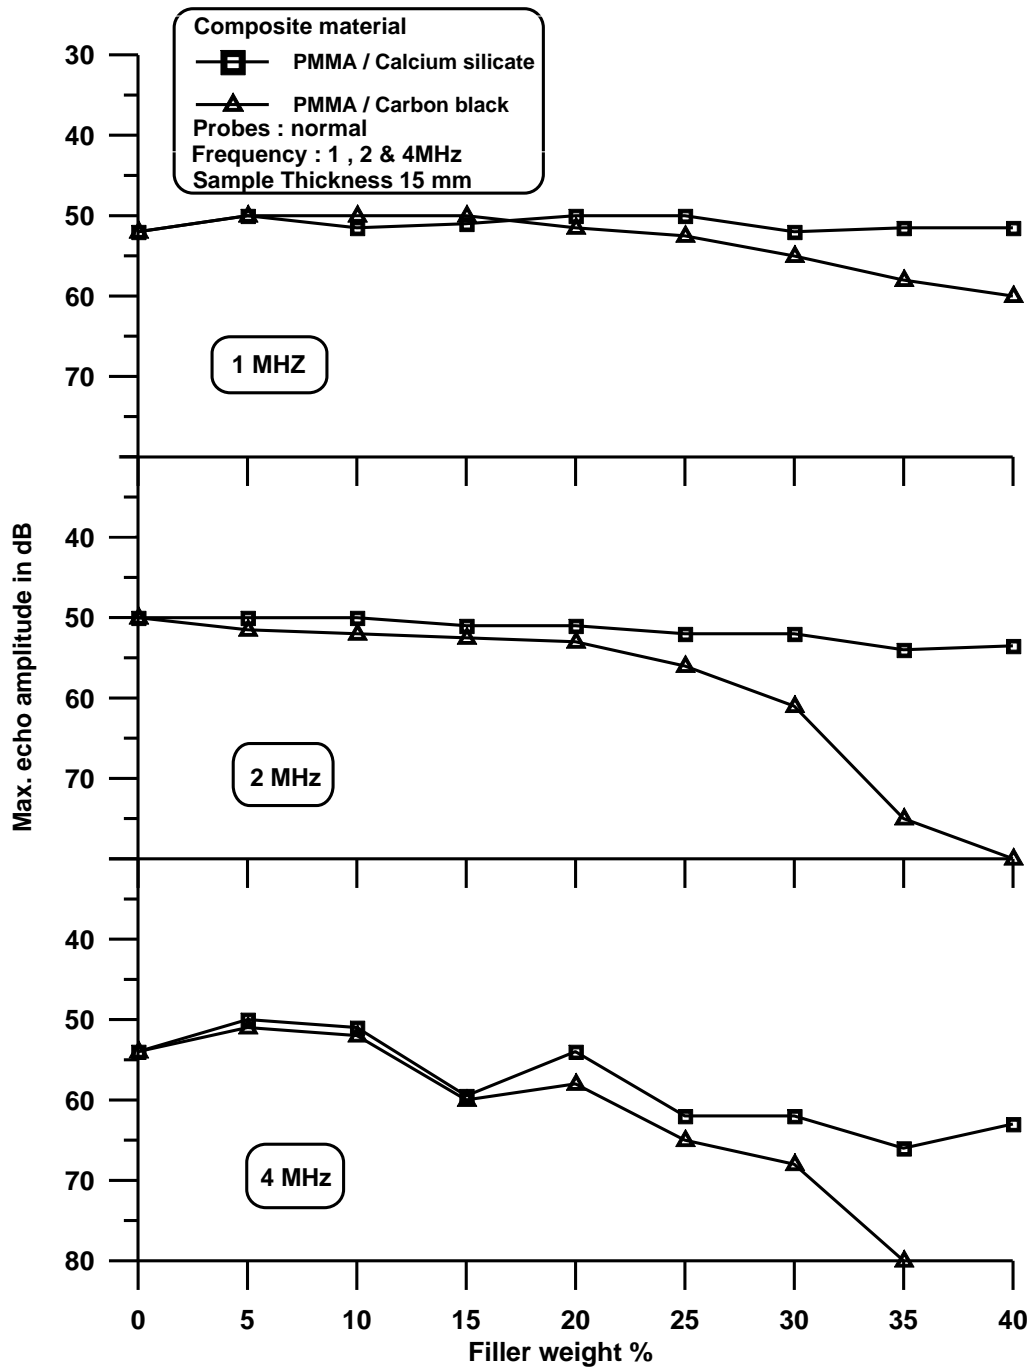 Composite material
PMMA / Calcium silicate
PMMA / Carbon black
Probes : normal
Frequency : 1 , 2 & 4MHz
Sample Thickness 15 mm
30
40
50
60
70
1 MHZ
Max. echo amplitude in dB
40
50
60
70
2 MHz
40
50
60
70
80
4 MHz
0 5 10 15 20 25 30 35 40
Filler weight %